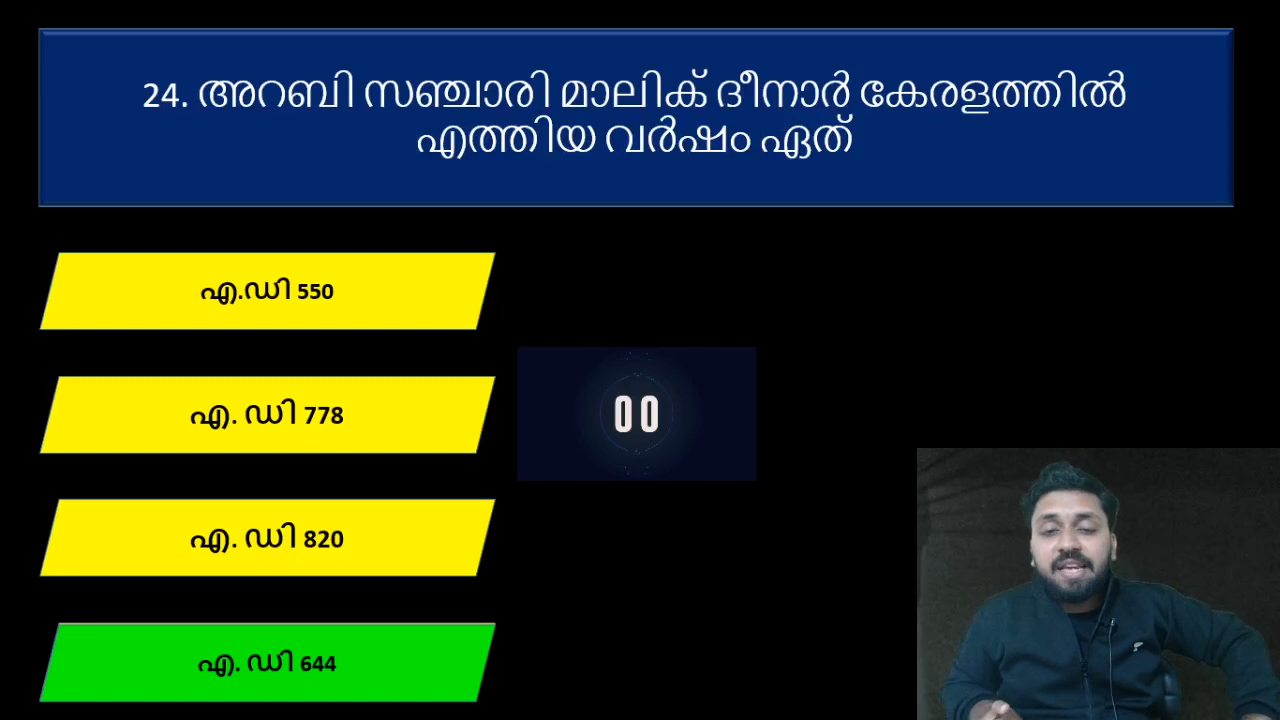 24. അറബി സഞ്ചാരി മാലിക് ദീനാർ കേരളത്തിൽ
എത്തിയ വർഷം ഏത്
എ.ഡി 550
എ. ഡി 778
00
എ. ഡി 820
എ. ഡി 644